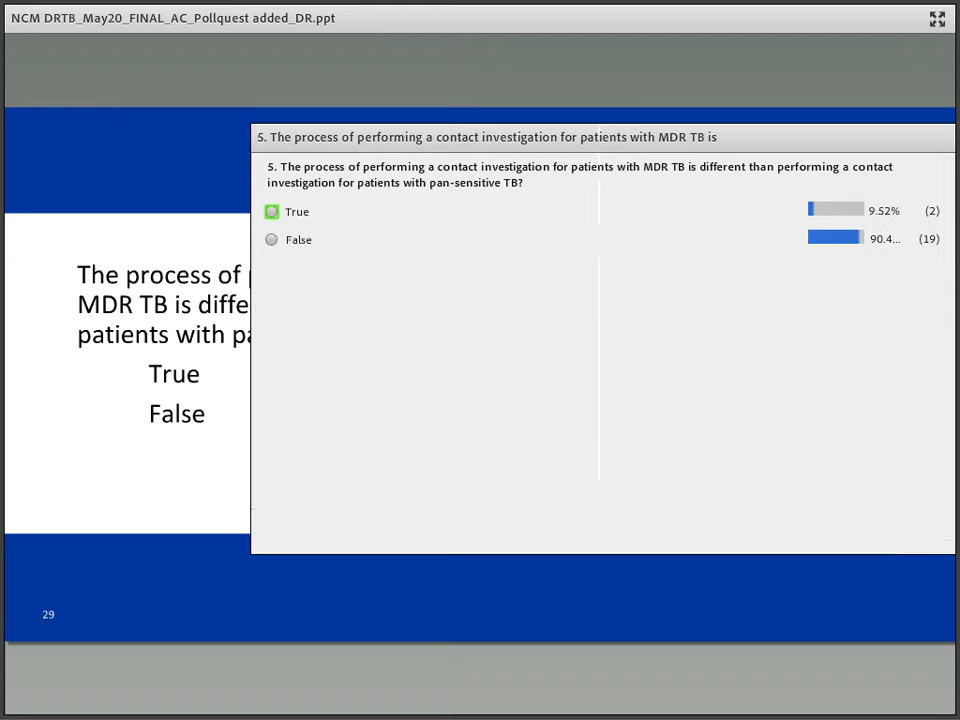 NCM DRTB_May20_FINAL_AC_Pollquest added_DR.ppt
5. The process of performing a contact investigation for patients with MDR TB is
5. The process of performing a contact investigation for patients with MDR TB is different than performing a contact
investigation for patients with pan-sensitive TB?
True 9.52% (2)
False 90.4... (19)
The process of
MDR TB is diffe
patients with pa
True
False
29